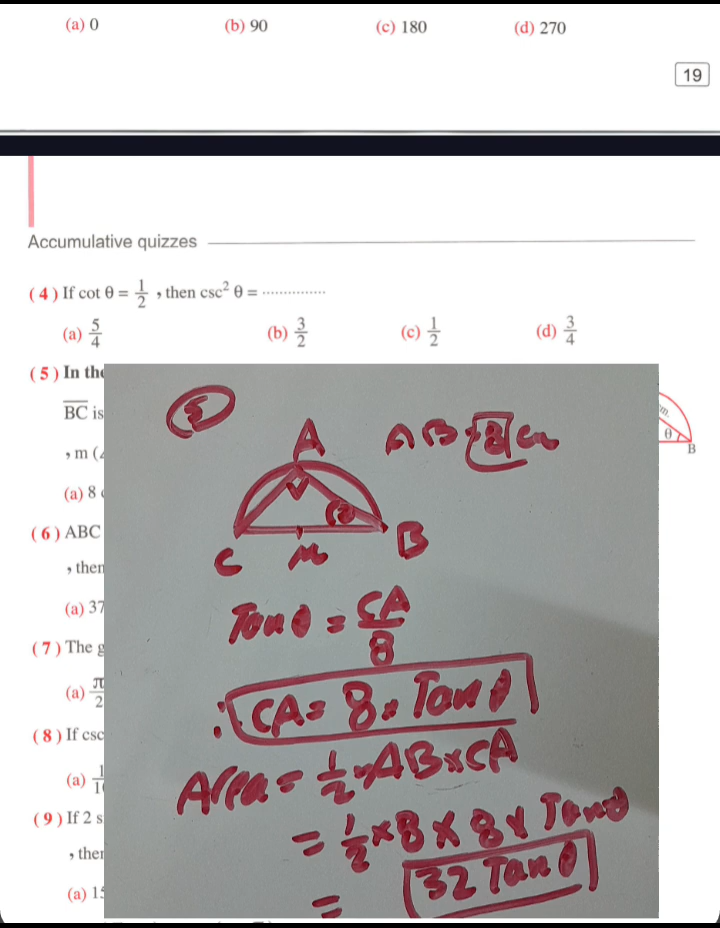 (a) 0 (b) 90 (c) 180 (d) 270
19
Accumulative quizzes
( 4 ) If cot θ = 1/2 , then csc² θ = ..............
(a) 5/4 (b) 3/2 (c) 1/2 (d) 3/4
( 5 ) In the
BC is
, m (
(a) 8
( 6 ) ABC
, then
(a) 37
( 7 ) The g
(a) π/2
( 8 ) If csc
(a)
( 9 ) If 2 s
, then
(a) 15
m.
θ
B
A
AB = 8 cm
C M B
Tan θ = CA/8
∴ CA = 8 × Tan θ
Area = 1/2 × AB × CA
= 1/2 × 8 × 8 × Tan θ
= 32 Tan θ